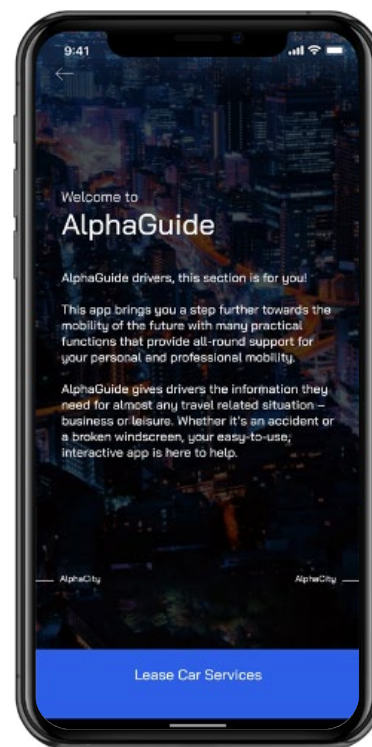 9:41
Welcome to
AlphaGuide
AlphaGuide drivers, this section is for you!
This app brings you a step further towards the
mobility of the future with many practical
functions that provide all-round support for
your personal and professional mobility.
AlphaGuide gives drivers the information they
need for almost any travel related situation –
business or leisure. Whether it's an accident or
a broken windscreen, your easy-to-use,
interactive app is here to help.
AlphaCity AlphaCity
Lease Car Services